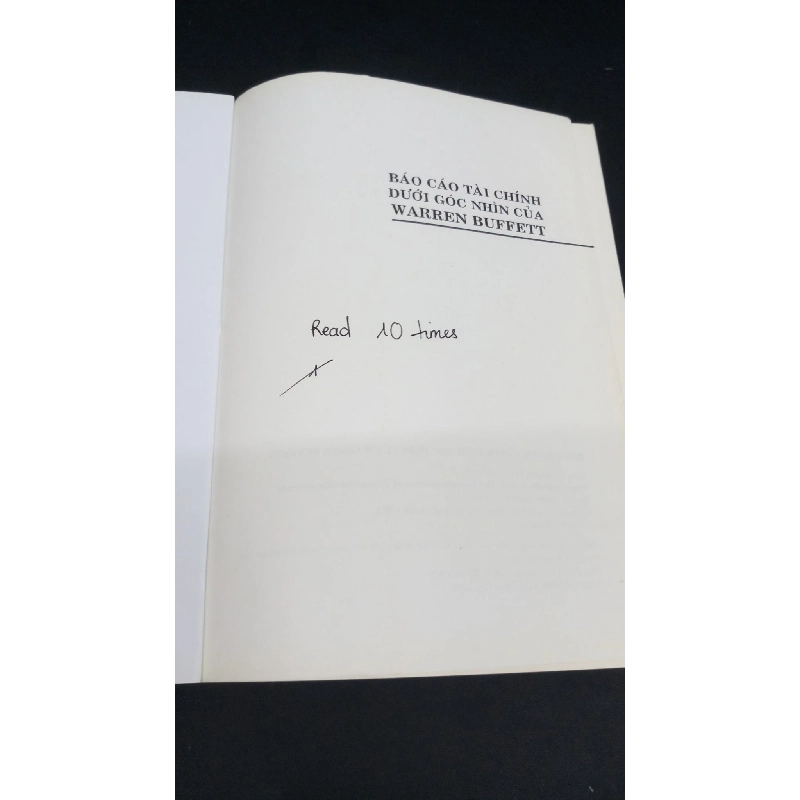 BÁO CÁO TÀI CHÍNH
DƯỚI GÓC NHÌN CỦA
WARREN BUFFETT
Read 10 times